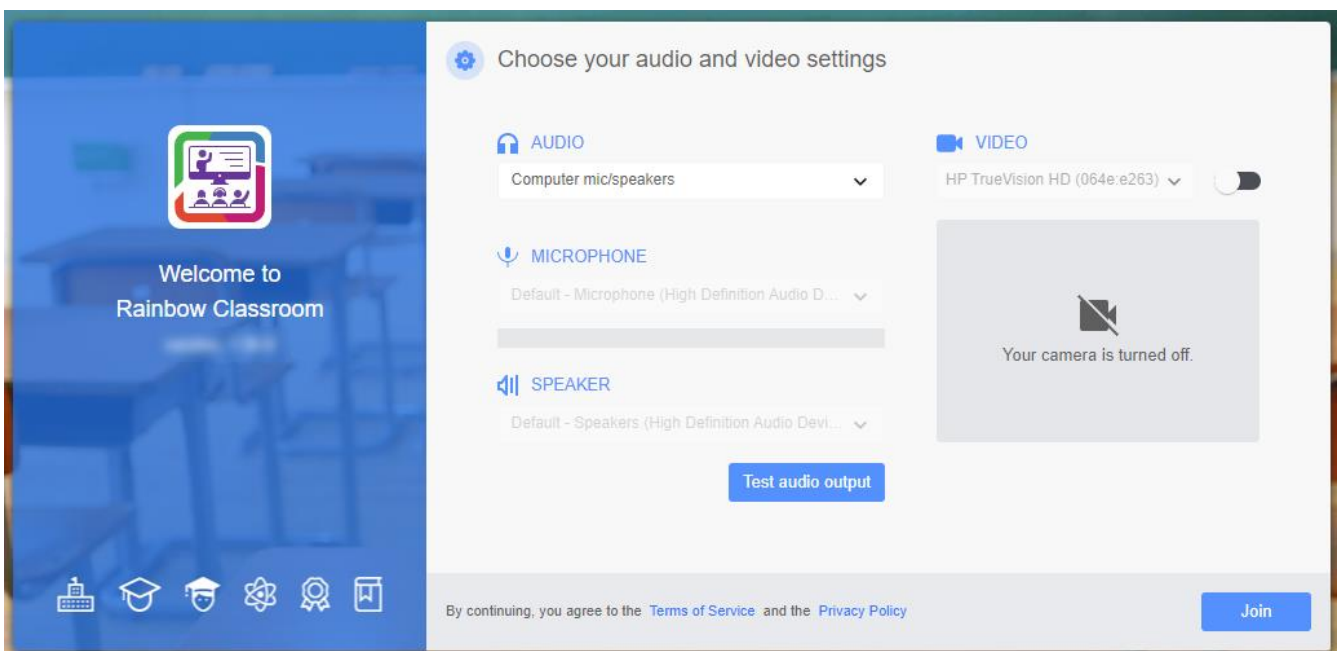 Choose your audio and video settings
Welcome to
Rainbow Classroom
AUDIO
Computer mic/speakers
MICROPHONE
Default - Microphone (High Definition Audio D...
SPEAKER
Default - Speakers (High Definition Audio Devi...
Test audio output
VIDEO
HP TrueVision HD (064e:e263)
Your camera is turned off.
By continuing, you agree to the Terms of Service and the Privacy Policy
Join